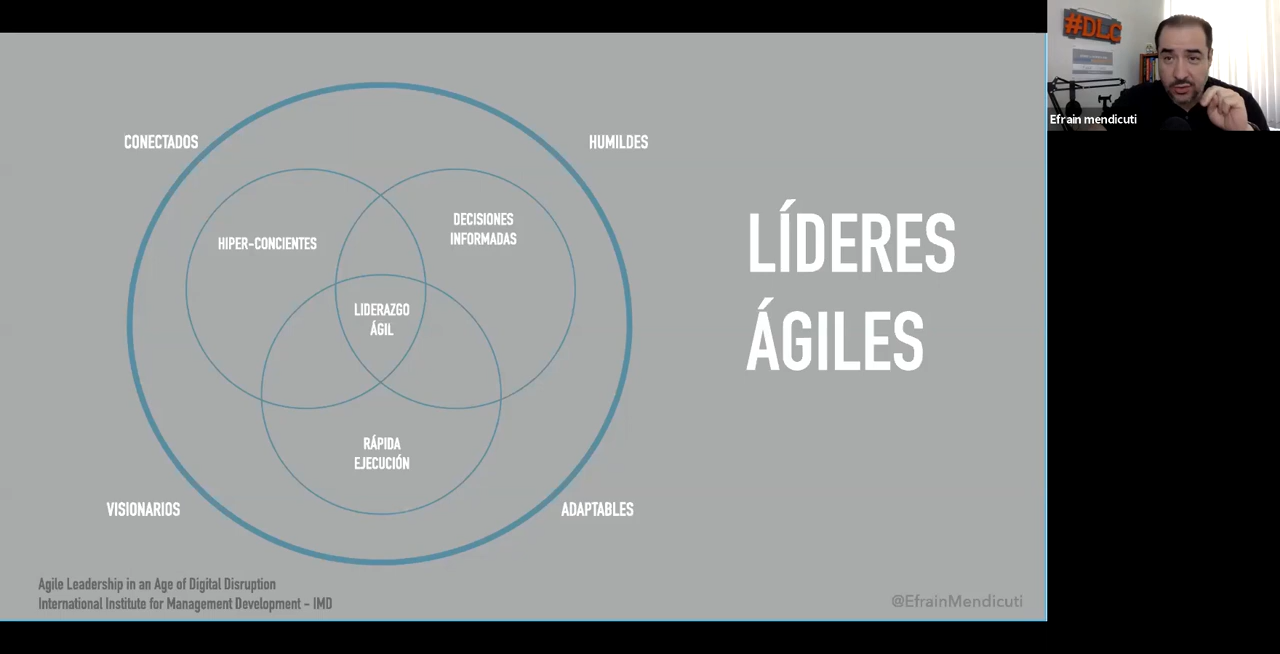 CONECTADOS
HUMILDES
HIPER-CONCIENTES
DECISIONES
INFORMADAS
LIDERAZGO
ÁGIL
RÁPIDA
EJECUCIÓN
VISIONARIOS
ADAPTABLES
LÍDERES
ÁGILES
Agile Leadership in an Age of Digital Disruption
International Institute for Management Development - IMD
@EfrainMendicuti
#DLC
Efrain mendicuti